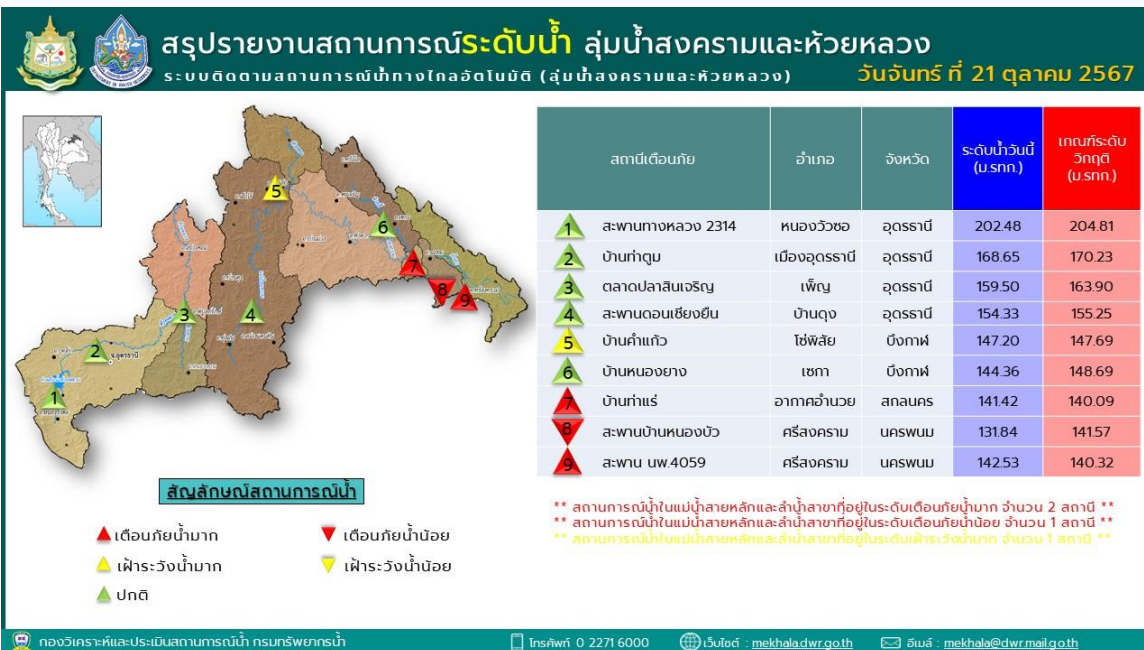 สรุปรายงานสถานการณ์ระดับน้ำ ลุ่มน้ำสงครามและห้วยหลวง
ระบบติดตามสถานการณ์น้ำทางไกลอัตโนมัติ (ลุ่มน้ำสงครามและห้วยหลวง)
วันจันทร์ ที่ 21 ตุลาคม 2567
สถานีเตือนภัย อำเภอ จังหวัด ระดับน้ำวันนี้ (ม.รทก.) เกณฑ์ระดับวิกฤติ (ม.รทก.)
1 สะพานทางหลวง 2314 หนองวัวซอ อุดรธานี 202.48 204.81
2 บ้านท่าตูม เมืองอุดรธานี อุดรธานี 168.65 170.23
3 ตลาดปลาสินเจริญ เพ็ญ อุดรธานี 159.50 163.90
4 สะพานดอนเชียงยืน บ้านดุง อุดรธานี 154.33 155.25
5 บ้านคำแก้ว โซ่พิสัย บึงกาฬ 147.20 147.69
6 บ้านหนองยาง เซกา บึงกาฬ 144.36 148.69
7 บ้านท่าแร่ อากาศอำนวย สกลนคร 141.42 140.09
8 สะพานบ้านหนองบัว ศรีสงคราม นครพนม 131.84 141.57
9 สะพาน นพ.4059 ศรีสงคราม นครพนม 142.53 140.32
5
6
7
8
9
3
4
2
จ.อุดรธานี
1
สัญลักษณ์สถานการณ์น้ำ
เตือนภัยน้ำมาก เตือนภัยน้ำน้อย
เฝ้าระวังน้ำมาก เฝ้าระวังน้ำน้อย
ปกติ
** สถานการณ์น้ำในแม่น้ำสายหลักและลำน้ำสาขาที่อยู่ในระดับเตือนภัยน้ำมาก จำนวน 2 สถานี **
** สถานการณ์น้ำในแม่น้ำสายหลักและลำน้ำสาขาที่อยู่ในระดับเตือนภัยน้ำน้อย จำนวน 1 สถานี **
** สถานการณ์น้ำในแม่น้ำสายหลักและลำน้ำสาขาที่อยู่ในระดับเฝ้าระวังน้ำมาก จำนวน 1 สถานี **
กองวิเคราะห์และประเมินสถานการณ์น้ำ กรมทรัพยากรน้ำ
โทรศัพท์ 0 2271 6000
เว็บไซต์ : mekhala.dwr.go.th
อีเมล์ : mekhala@dwr.mail.go.th